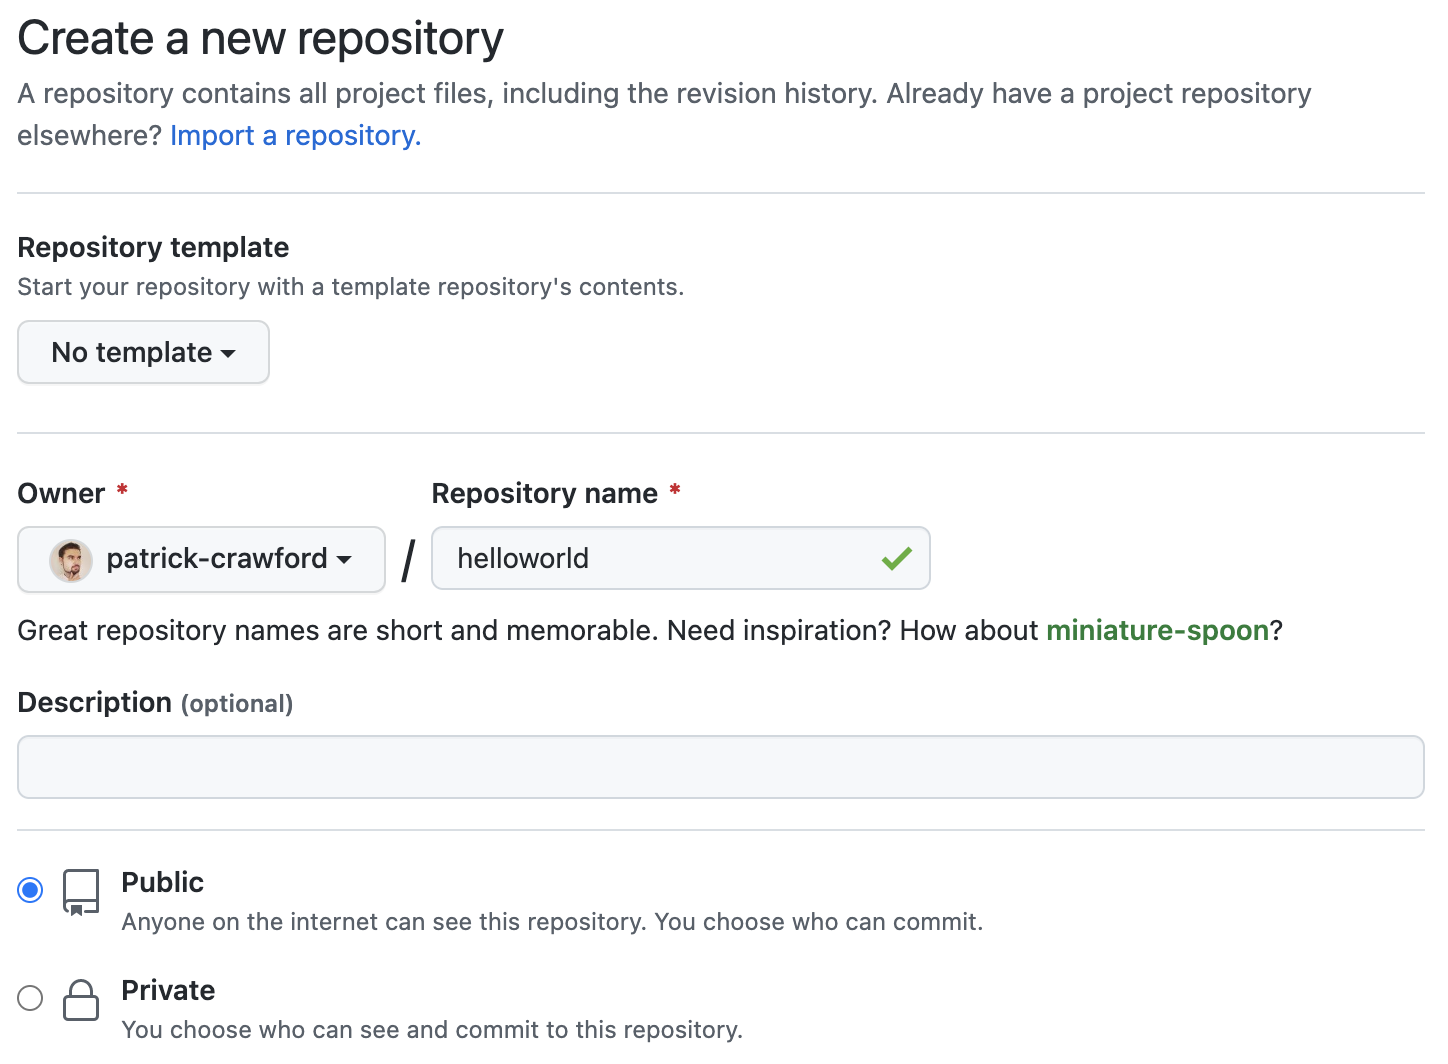 Create a new repository
A repository contains all project files, including the revision history. Already have a project repository
elsewhere? Import a repository.
Repository template
Start your repository with a template repository's contents.
No template
Owner *
Repository name *
patrick-crawford / helloworld
Great repository names are short and memorable. Need inspiration? How about miniature-spoon?
Description (optional)
Public
Anyone on the internet can see this repository. You choose who can commit.
Private
You choose who can see and commit to this repository.